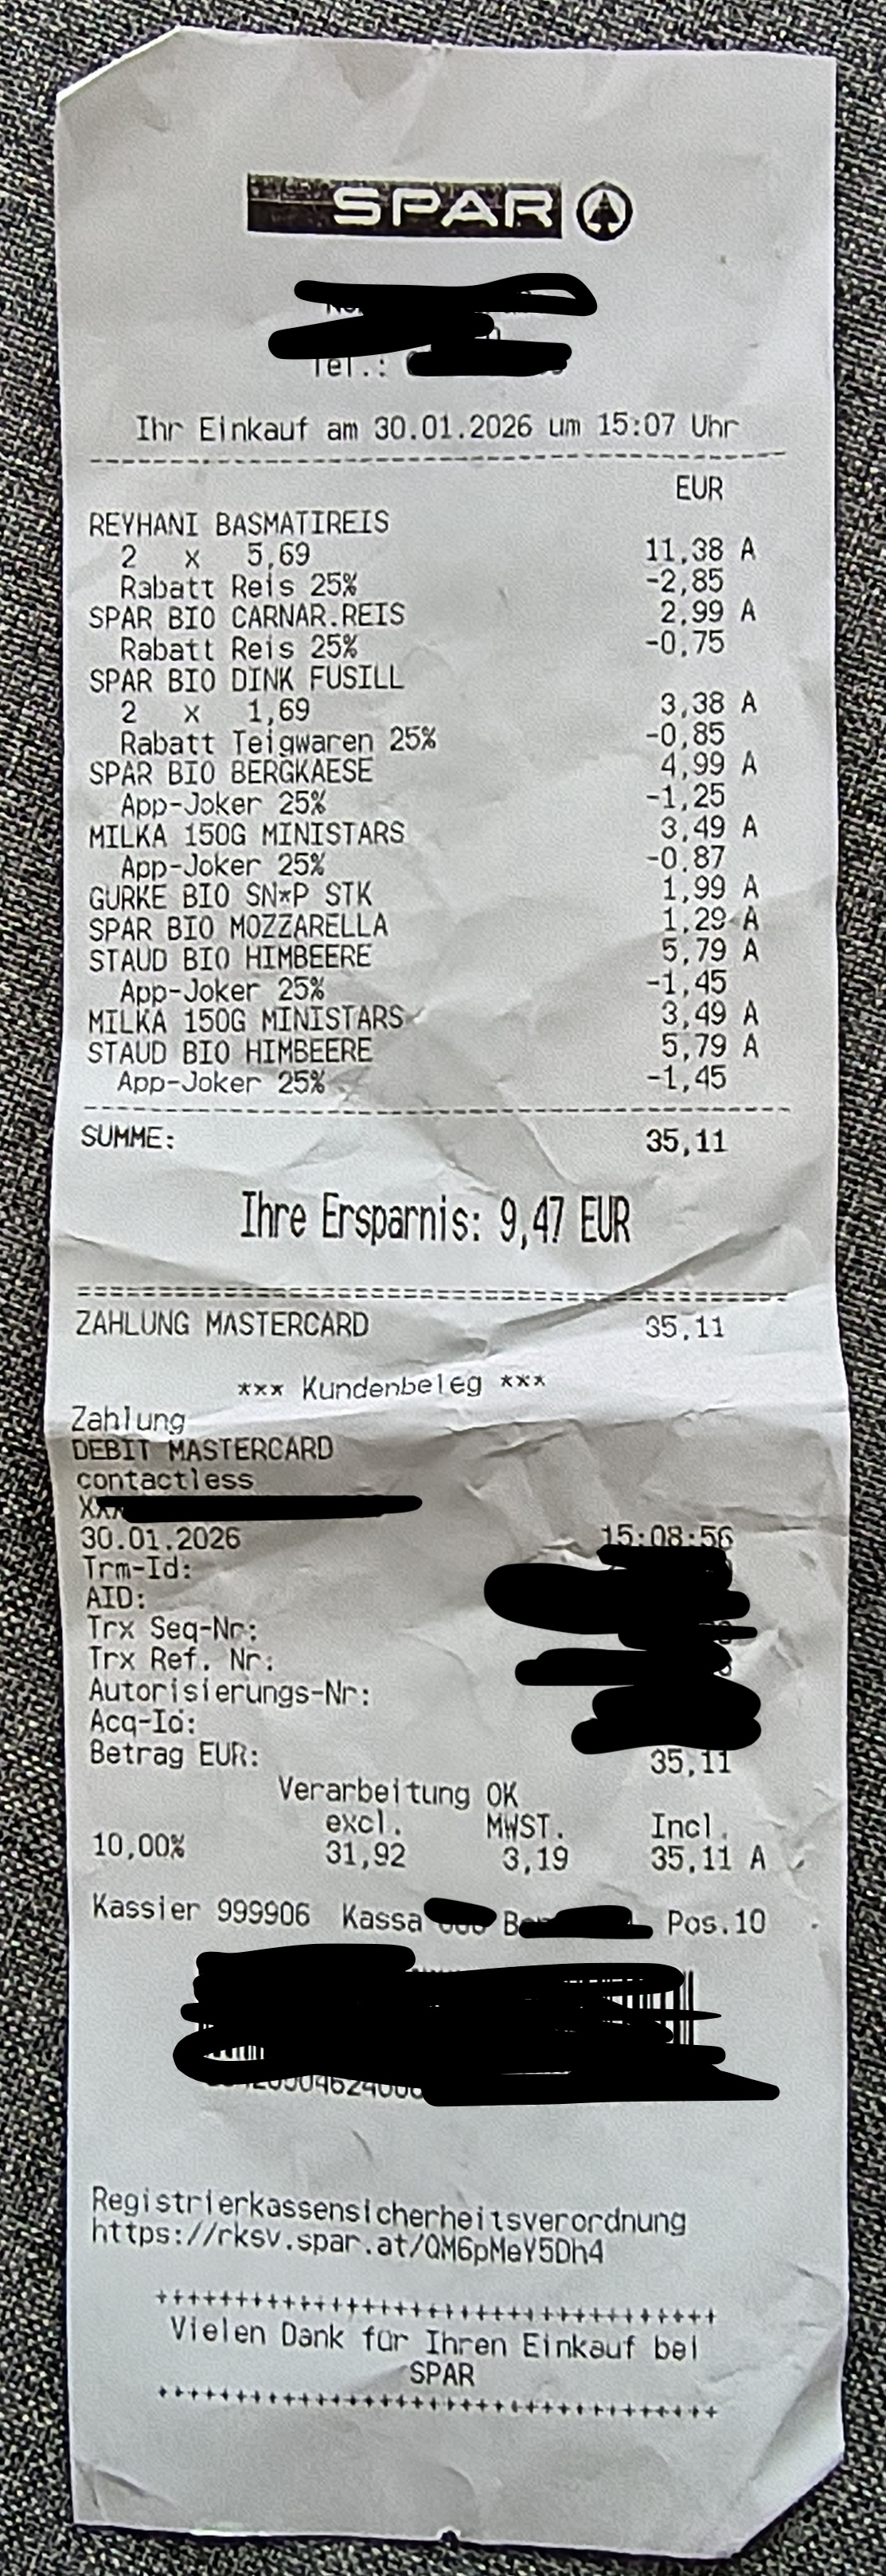 SPAR
Tel.:
Ihr Einkauf am 30.01.2026 um 15:07 Uhr
EUR
REYHANI BASMATIREIS
2 x 5,69 11,38 A
Rabatt Reis 25% -2,85
SPAR BIO CARNAR.REIS 2,99 A
Rabatt Reis 25% -0,75
SPAR BIO DINK FUSILL
2 x 1,69 3,38 A
Rabatt Teigwaren 25% -0,85
SPAR BIO BERGKAESE 4,99 A
App-Joker 25% -1,25
MILKA 150G MINISTARS 3,49 A
App-Joker 25% -0,87
GURKE BIO SN*P STK 1,99 A
SPAR BIO MOZZARELLA 1,29 A
STAUD BIO HIMBEERE 5,79 A
App-Joker 25% -1,45
MILKA 150G MINISTARS 3,49 A
STAUD BIO HIMBEERE 5,79 A
App-Joker 25% -1,45
SUMME: 35,11
Ihre Ersparnis: 9,47 EUR
ZAHLUNG MASTERCARD 35,11
*** Kundenbeleg ***
Zahlung
DEBIT MASTERCARD
contactless
30.01.2026 15:08:56
Trm-Id:
AID:
Trx Seq-Nr:
Trx Ref. Nr:
Autorisierungs-Nr:
Acq-Id:
Betrag EUR: 35,11
Verarbeitung OK
excl. MWST. Incl.
10,00% 31,92 3,19 35,11 A
Kassier 999906 Kassa Pos.10
Registrierkassensicherheitsverordnung
https://rksv.spar.at/QM6pMeY5Dh4
++++++++++++++++++++++++++++++++++++
Vielen Dank für Ihren Einkauf bei
SPAR
++++++++++++++++++++++++++++++++++++